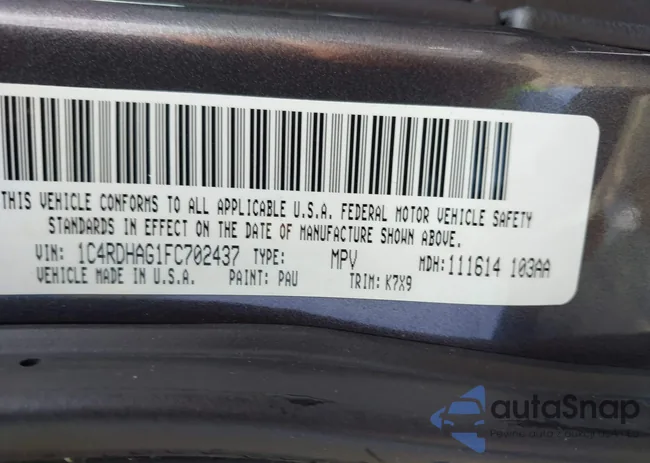 THIS VEHICLE CONFORMS TO ALL APPLICABLE U.S.A. FEDERAL MOTOR VEHICLE SAFETY
STANDARDS IN EFFECT ON THE DATE OF MANUFACTURE SHOWN ABOVE.
VIN: 1C4RDHAG1FC702437 TYPE: MPV MDH: 111614 103AA
VEHICLE MADE IN U.S.A. PAINT: PAU TRIM: K7X9
autaSnap